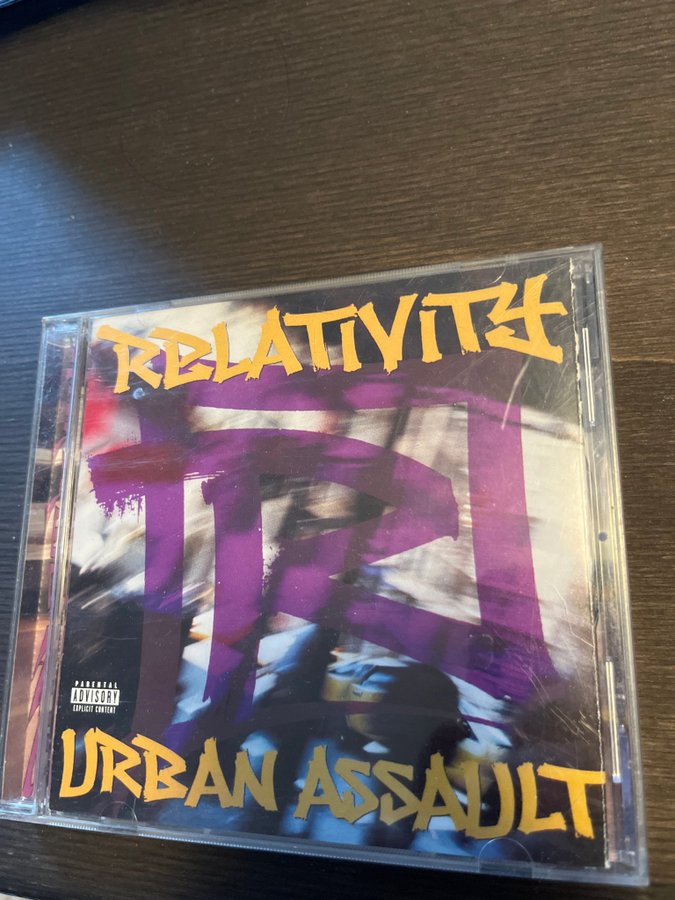 RELATIViTY
R
PARENTAL
ADVISORY
EXPLICIT CONTENT
URBAN ASSAULT